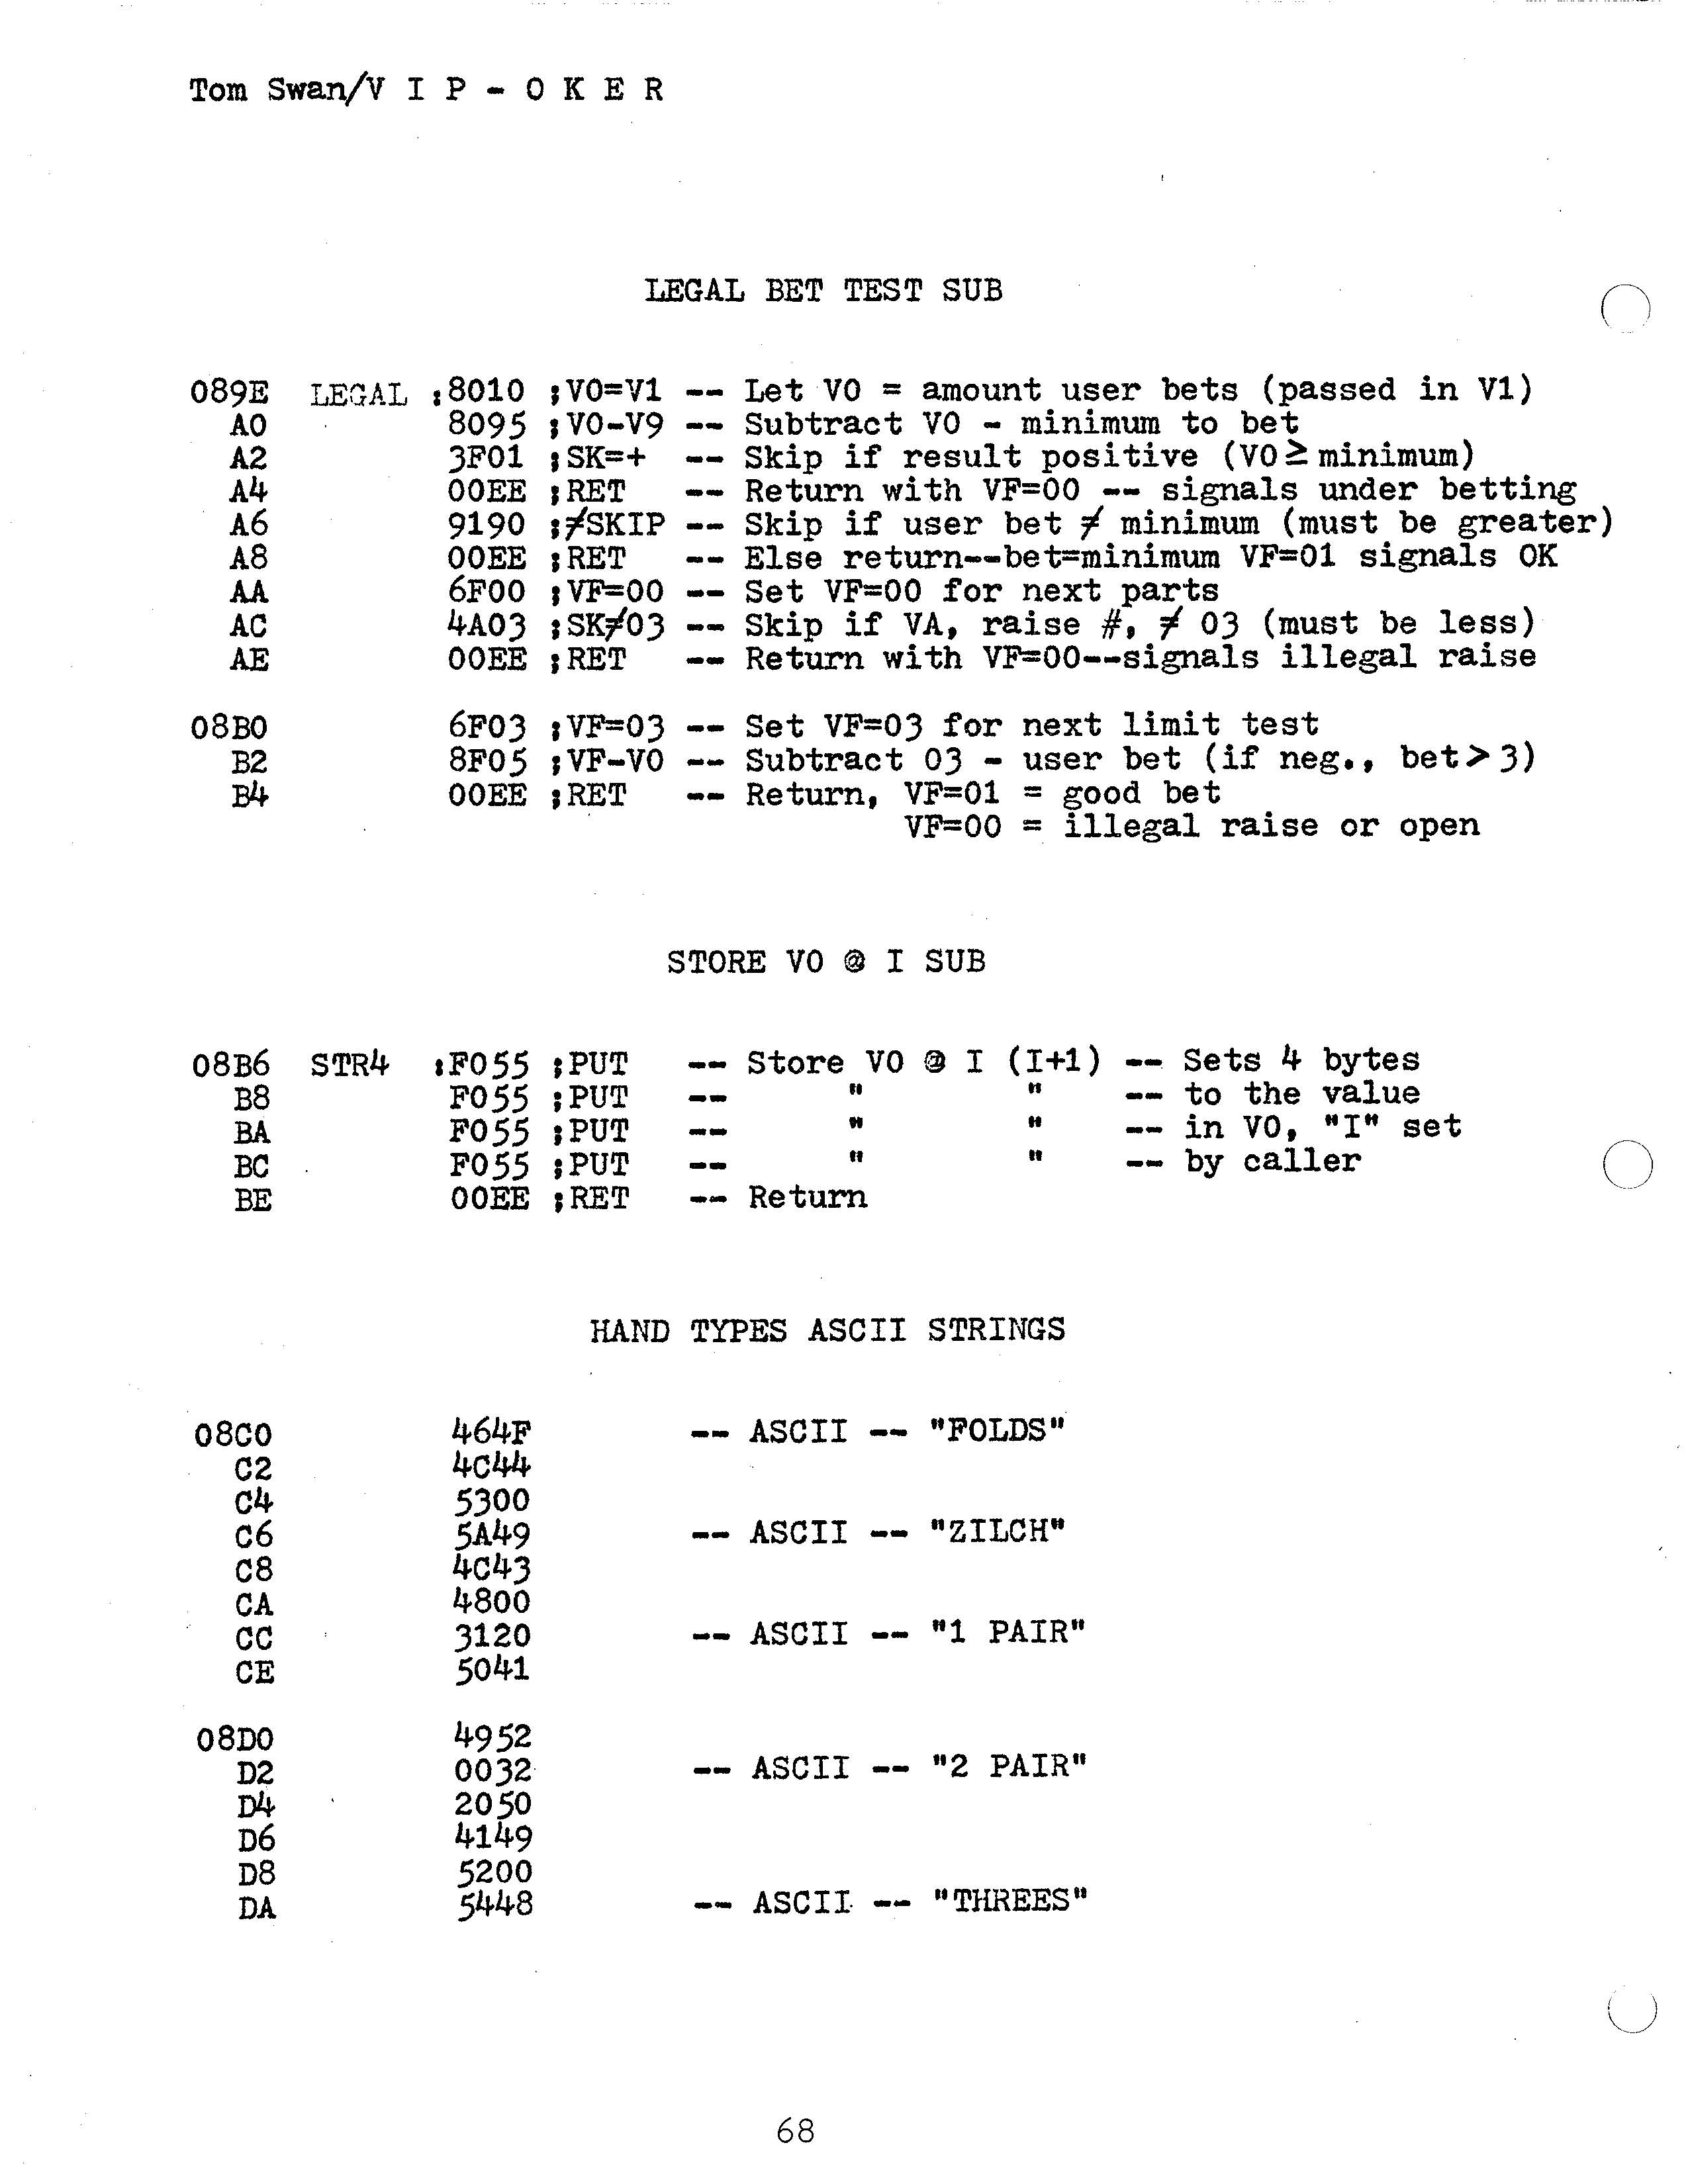 Tom Swan/V I P - O K E R
LEGAL BET TEST SUB
089E LEGAL :8010 ;V0=V1 -- Let V0 = amount user bets (passed in V1)
A0 8095 ;V0-V9 -- Subtract V0 - minimum to bet
A2 3F01 ;SK=+ -- Skip if result positive (V0≥minimum)
A4 00EE ;RET -- Return with VF=00 -- signals under betting
A6 9190 ;≠SKIP -- Skip if user bet ≠ minimum (must be greater)
A8 00EE ;RET -- Else return--bet=minimum VF=01 signals OK
AA 6F00 ;VF=00 -- Set VF=00 for next parts
AC 4A03 ;SK≠03 -- Skip if VA, raise #, ≠ 03 (must be less)
AE 00EE ;RET -- Return with VF=00--signals illegal raise
08B0 6F03 ;VF=03 -- Set VF=03 for next limit test
B2 8F05 ;VF-V0 -- Subtract 03 - user bet (if neg., bet>3)
B4 00EE ;RET -- Return, VF=01 = good bet
VF=00 = illegal raise or open
STORE V0 @ I SUB
08B6 STR4 :F055 ;PUT -- Store V0 @ I (I+1) -- Sets 4 bytes
B8 F055 ;PUT -- " " -- to the value
BA F055 ;PUT -- " " -- in V0, "I" set
BC F055 ;PUT -- " " -- by caller
BE 00EE ;RET -- Return
HAND TYPES ASCII STRINGS
08C0 464F -- ASCII -- "FOLDS"
C2 4C44
C4 5300
C6 5A49 -- ASCII -- "ZILCH"
C8 4C43
CA 4800
CC 3120 -- ASCII -- "1 PAIR"
CE 5041
08D0 4952
D2 0032 -- ASCII -- "2 PAIR"
D4 2050
D6 4149
D8 5200
DA 5448 -- ASCII -- "THREES"
68